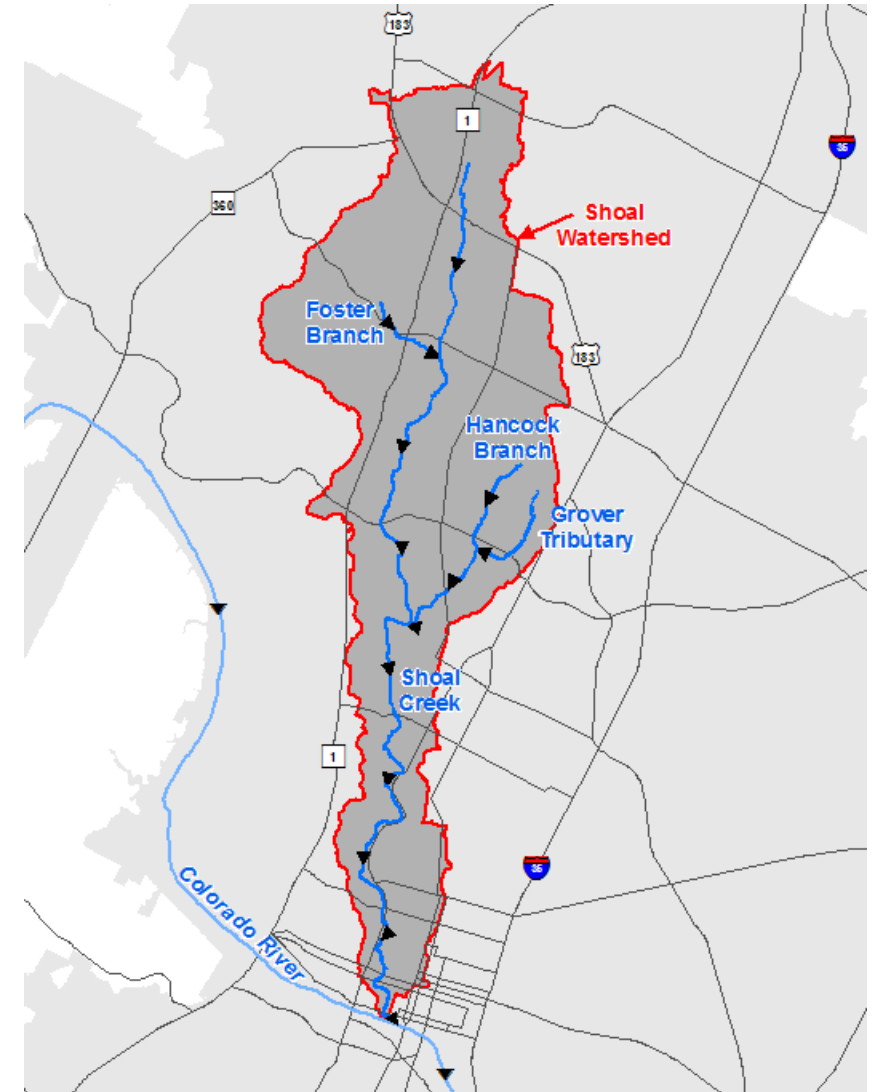 183
1
35
360
Shoal
Watershed
Foster
Branch
183
Hancock
Branch
Grover
Tributary
Shoal
Creek
1
35
Colorado River